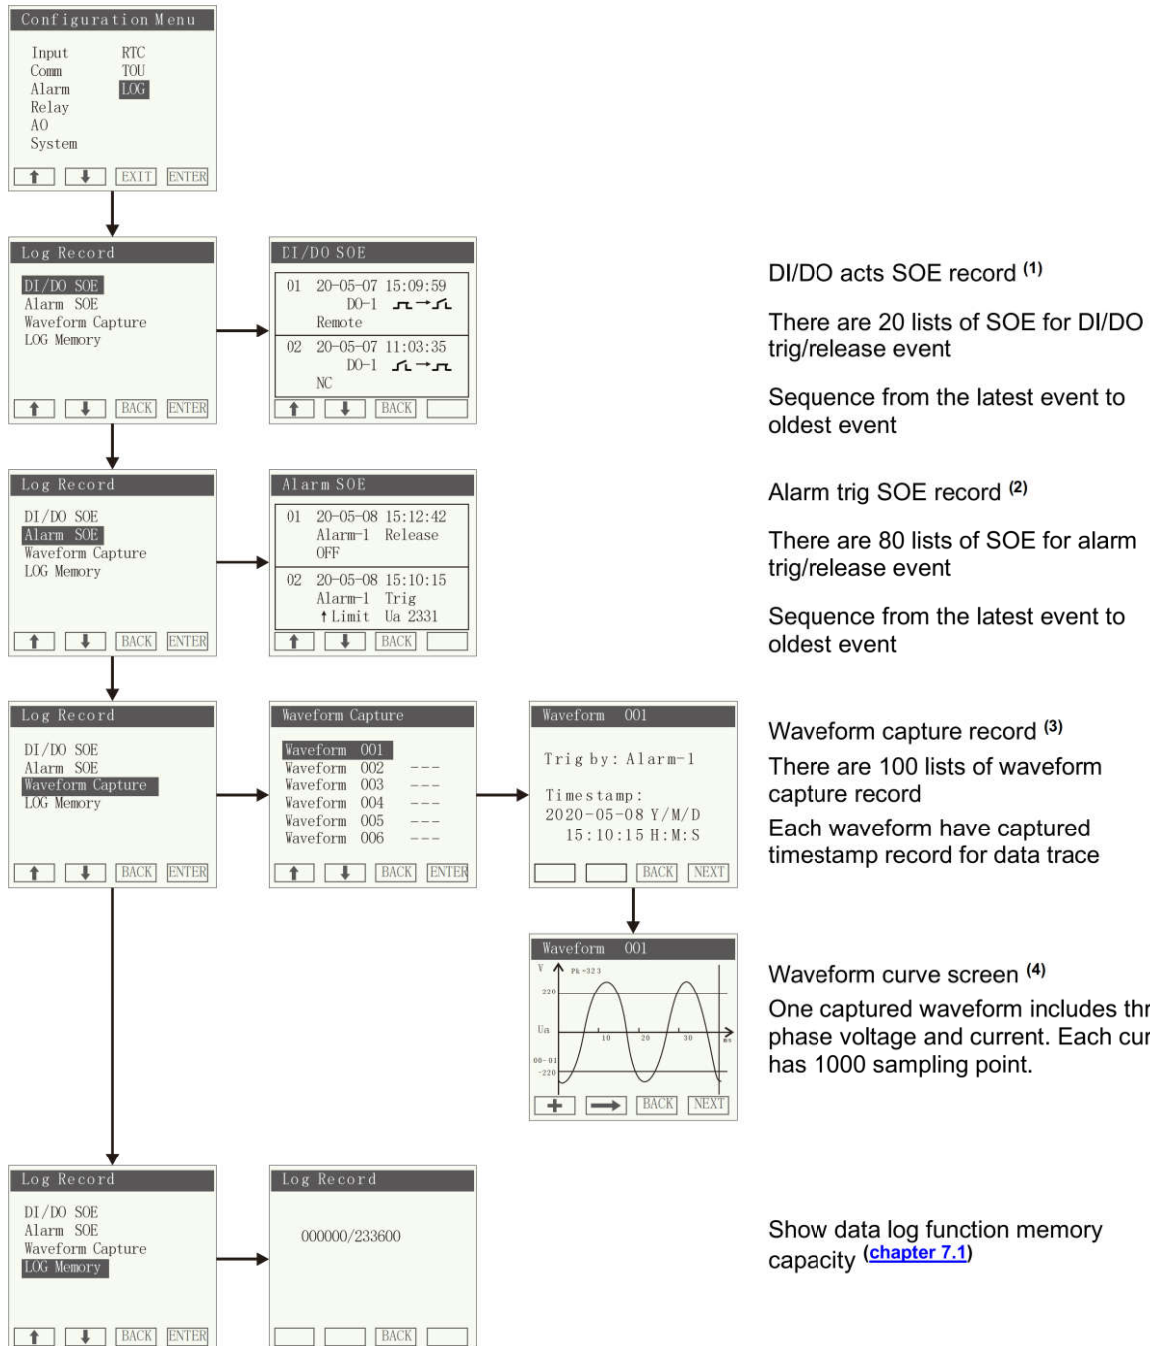 Configuration Menu
Input RTC
Comm TOU
Alarm LOG
Relay
AO
System
EXIT ENTER
Log Record
DI/DO SOE
Alarm SOE
Waveform Capture
LOG Memory
BACK ENTER
DI/DO SOE
01 20-05-07 15:09:59
DO-1
Remote
02 20-05-07 11:03:35
DO-1
NC
BACK
DI/DO acts SOE record (1)
There are 20 lists of SOE for DI/DO
trig/release event
Sequence from the latest event to
oldest event
Log Record
DI/DO SOE
Alarm SOE
Waveform Capture
LOG Memory
BACK ENTER
Alarm SOE
01 20-05-08 15:12:42
Alarm-1 Release
OFF
02 20-05-08 15:10:15
Alarm-1 Trig
↑Limit Ua 2331
BACK
Alarm trig SOE record (2)
There are 80 lists of SOE for alarm
trig/release event
Sequence from the latest event to
oldest event
Log Record
DI/DO SOE
Alarm SOE
Waveform Capture
LOG Memory
BACK ENTER
Waveform Capture
Waveform 001
Waveform 002 ---
Waveform 003 ---
Waveform 004 ---
Waveform 005 ---
Waveform 006 ---
BACK ENTER
Waveform 001
Trig by: Alarm-1
Timestamp:
2020-05-08 Y/M/D
15:10:15 H:M:S
BACK NEXT
Waveform capture record (3)
There are 100 lists of waveform
capture record
Each waveform have captured
timestamp record for data trace
Waveform 001
V Pk=323
220
Ua 10 20 30 ms
00-01
-220
BACK NEXT
Waveform curve screen (4)
One captured waveform includes thr
phase voltage and current. Each cur
has 1000 sampling point.
Log Record
DI/DO SOE
Alarm SOE
Waveform Capture
LOG Memory
BACK ENTER
Log Record
000000/233600
BACK
Show data log function memory
capacity (chapter 7.1)